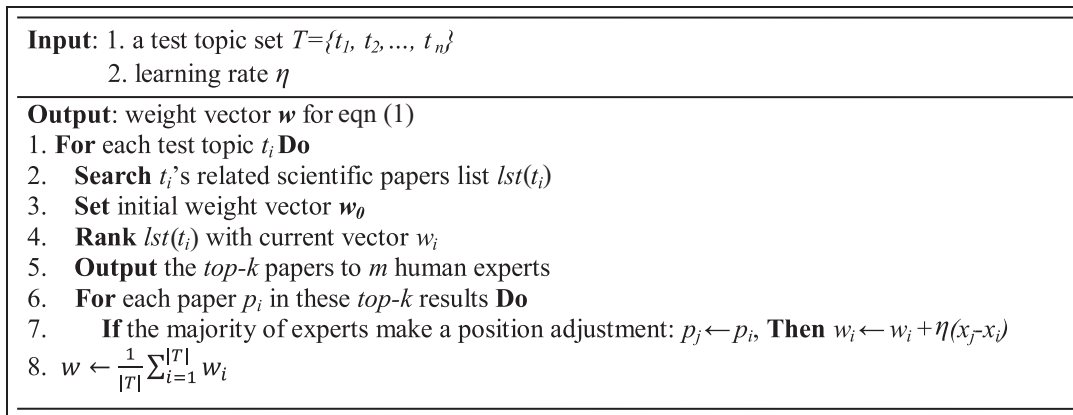 Input: 1. a test topic set T={t₁, t₂,..., tₙ}
2. learning rate η
Output: weight vector w for eqn (1)
1. For each test topic tᵢ Do
2. Search tᵢ's related scientific papers list lst(tᵢ)
3. Set initial weight vector w₀
4. Rank lst(tᵢ) with current vector wᵢ
5. Output the top-k papers to m human experts
6. For each paper pᵢ in these top-k results Do
7. If the majority of experts make a position adjustment: pⱼ←pᵢ, Then wᵢ←wᵢ+η(xⱼ-xᵢ)
8. w ← 1/|T| ∑ᵢ₌₁^|T| wᵢ